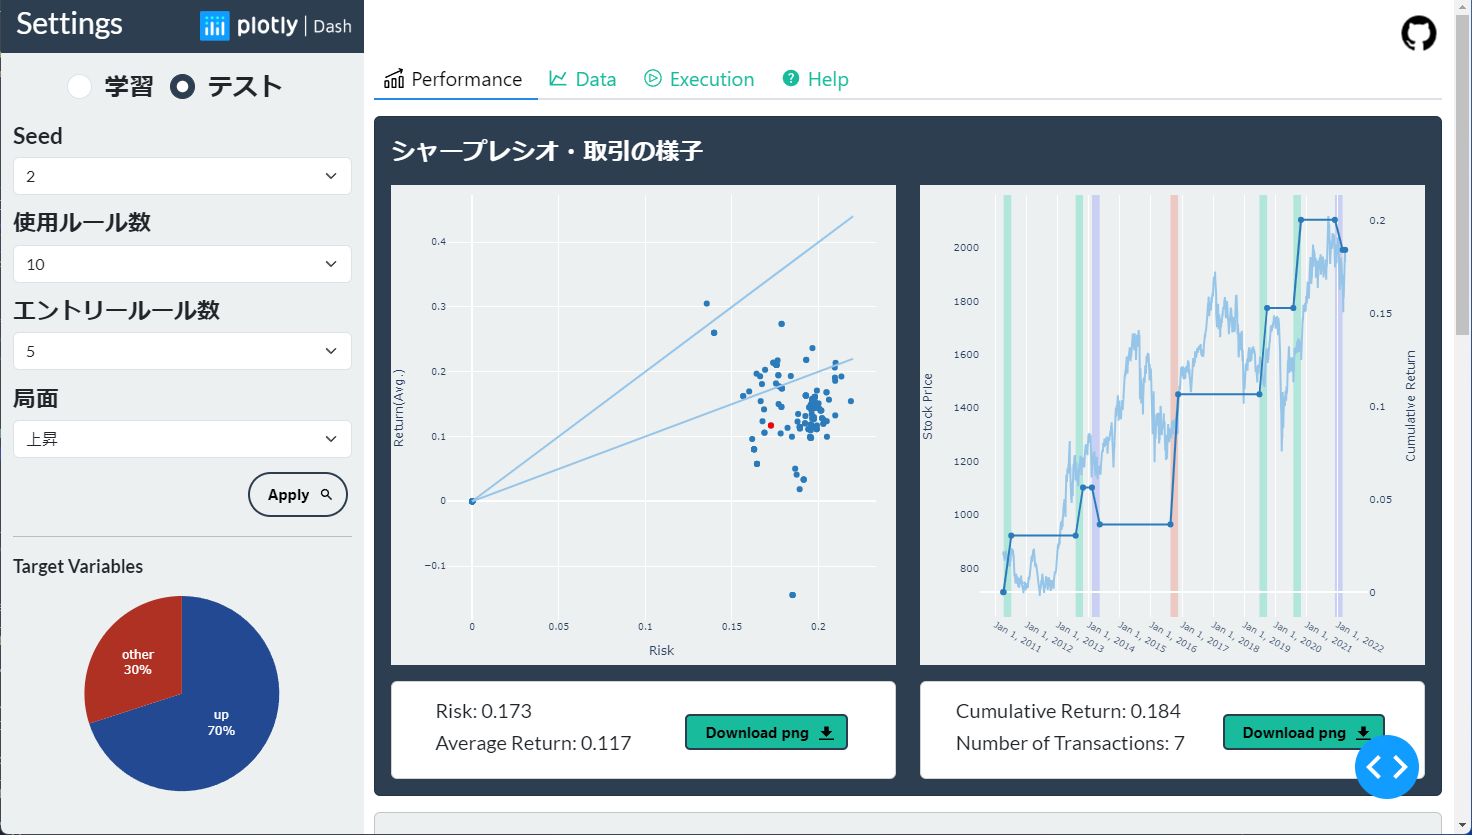 Settings
plotly | Dash
学習
テスト
Seed
2
使用ルール数
10
エントリールール数
5
局面
上昇
Apply
Target Variables
other
30%
up
70%
Performance
Data
Execution
Help
シャープレシオ・取引の様子
0.4
0.3
0.2
0.1
0
−0.1
Return(Avg.)
0
0.05
0.1
0.15
0.2
Risk
2000
1800
1600
1400
1200
1000
800
Stock Price
0.2
0.15
0.1
0.05
0
Cumulative Return
Jan 1, 2011
Jan 1, 2012
Jan 1, 2013
Jan 1, 2014
Jan 1, 2015
Jan 1, 2016
Jan 1, 2017
Jan 1, 2018
Jan 1, 2019
Jan 1, 2020
Jan 1, 2021
Jan 1, 2022
Risk: 0.173
Average Return: 0.117
Download png
Cumulative Return: 0.184
Number of Transactions: 7
Download png